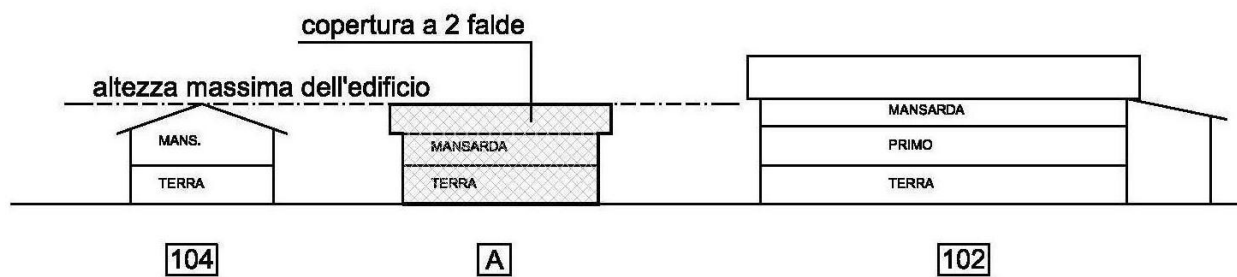 copertura a 2 falde
altezza massima dell'edificio
MANS.
TERRA
MANSARDA
TERRA
MANSARDA
PRIMO
TERRA
104
A
102